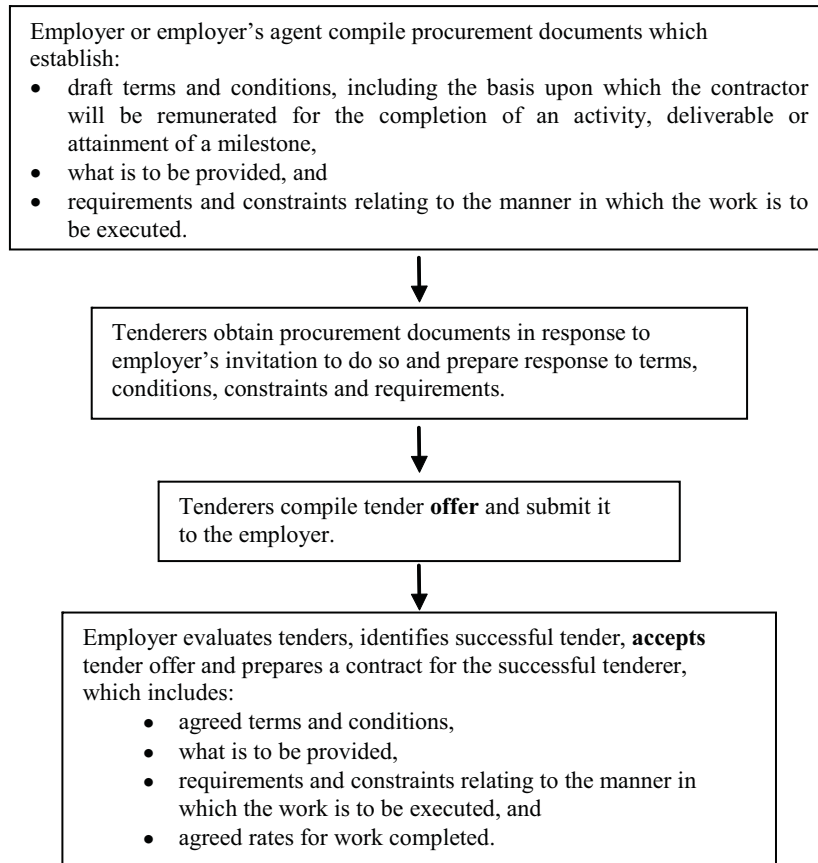 Employer or employer’s agent compile procurement documents which
establish:
• draft terms and conditions, including the basis upon which the contractor
will be remunerated for the completion of an activity, deliverable or
attainment of a milestone,
• what is to be provided, and
• requirements and constraints relating to the manner in which the work is to
be executed.
Tenderers obtain procurement documents in response to
employer’s invitation to do so and prepare response to terms,
conditions, constraints and requirements.
Tenderers compile tender offer and submit it
to the employer.
Employer evaluates tenders, identifies successful tender, accepts
tender offer and prepares a contract for the successful tenderer,
which includes:
• agreed terms and conditions,
• what is to be provided,
• requirements and constraints relating to the manner in
which the work is to be executed, and
• agreed rates for work completed.